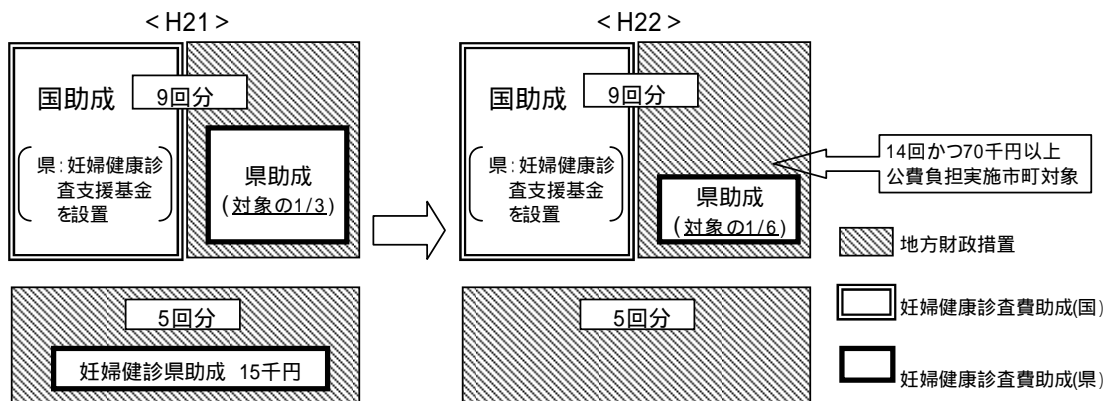 ＜H21＞
国助成
9回分
県：妊婦健康診
査支援基金
を設置
県助成
(対象の1/3)
5回分
妊婦健診県助成 15千円
＜H22＞
国助成
9回分
県：妊婦健康診
査支援基金
を設置
県助成
(対象の1/6)
5回分
14回かつ70千円以上
公費負担実施市町対象
地方財政措置
妊婦健康診査費助成(国)
妊婦健康診査費助成(県)